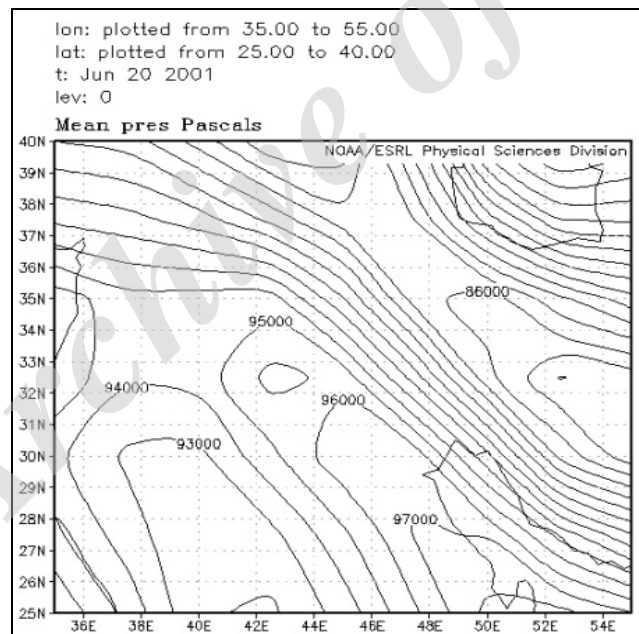 lon: plotted from 35.00 to 55.00
lat: plotted from 25.00 to 40.00
t: Jun 20 2001
lev: 0
Mean pres Pascals
NOAA/ESRL Physical Sciences Division
40N
39N
38N
37N
36N
35N
34N
33N
32N
31N
30N
29N
28N
27N
26N
25N
86000
95000
94000
96000
93000
97000
36E 38E 40E 42E 44E 46E 48E 50E 52E 54E
Archive of